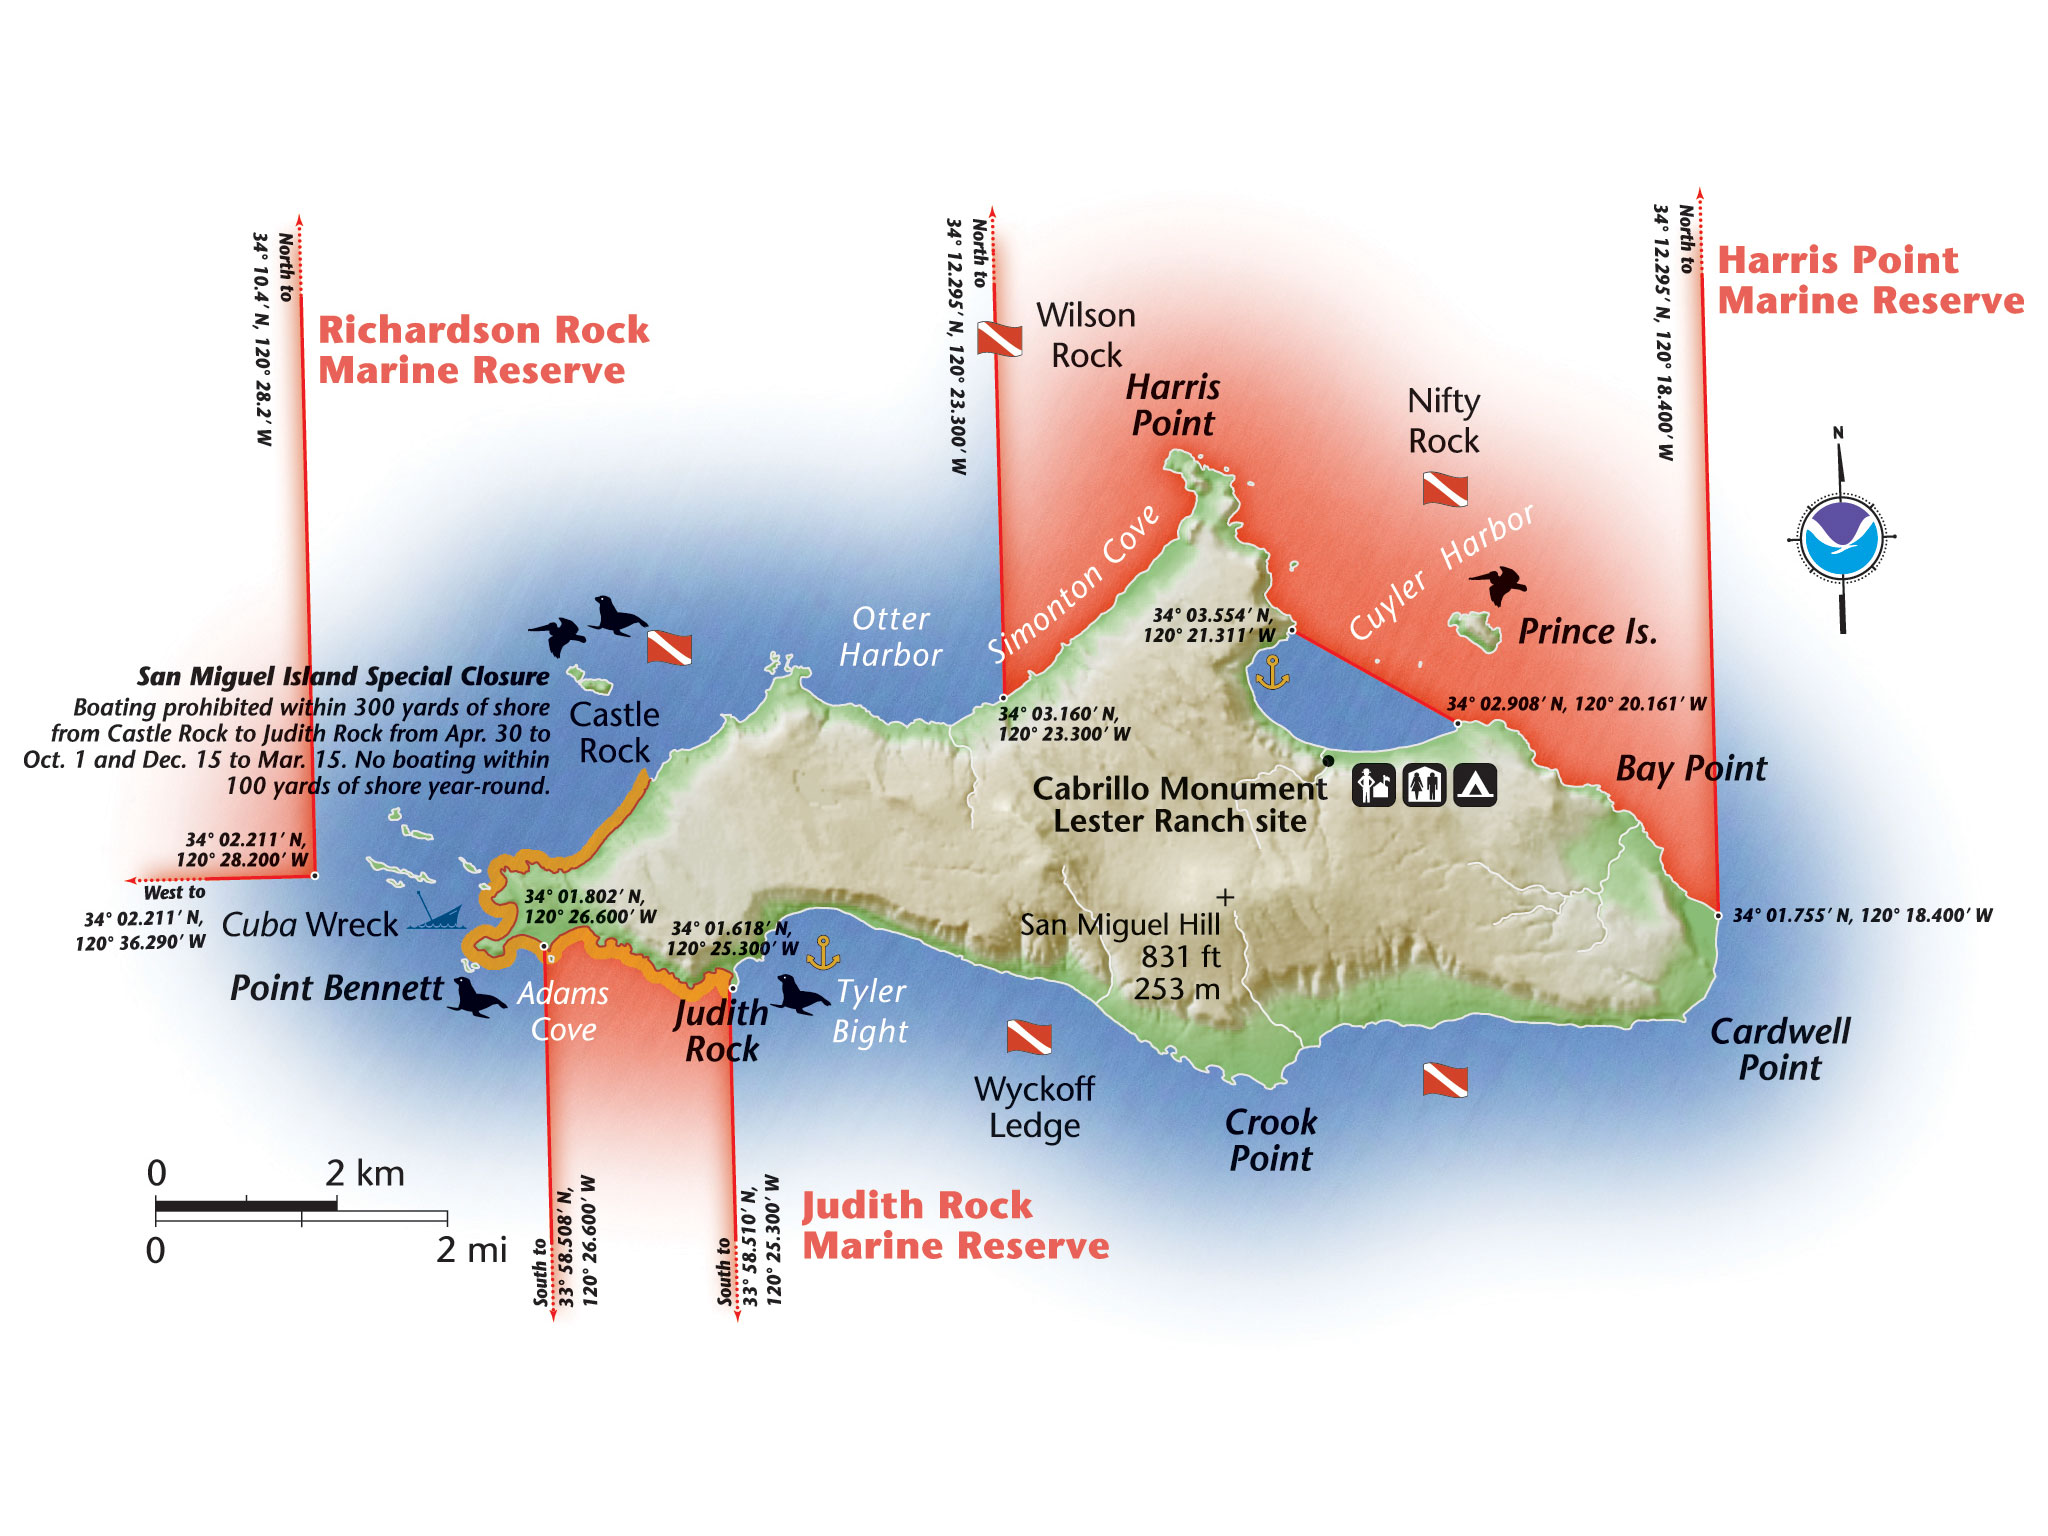 North to
34° 10.4′ N, 120° 28.2′ W
Richardson Rock
Marine Reserve
North to
34° 12.295′ N, 120° 23.300′ W
Wilson
Rock
Harris
Point
Nifty
Rock
North to
34° 12.295′ N, 120° 18.400′ W
Harris Point
Marine Reserve
N
Simonton Cove
Cuyler Harbor
Otter
Harbor
34° 03.554′ N,
120° 21.311′ W
Prince Is.
San Miguel Island Special Closure
Boating prohibited within 300 yards of shore
from Castle Rock to Judith Rock from Apr. 30 to
Oct. 1 and Dec. 15 to Mar. 15. No boating within
100 yards of shore year-round.
Castle
Rock
34° 03.160′ N,
120° 23.300′ W
34° 02.908′ N, 120° 20.161′ W
Bay Point
Cabrillo Monument
Lester Ranch site
34° 02.211′ N,
120° 28.200′ W
West to
34° 02.211′ N,
120° 36.290′ W
Cuba Wreck
34° 01.802′ N,
120° 26.600′ W
34° 01.618′ N,
120° 25.300′ W
San Miguel Hill
831 ft
253 m
34° 01.755′ N, 120° 18.400′ W
Point Bennett
Adams
Cove
Judith
Rock
Tyler
Bight
Wyckoff
Ledge
Crook
Point
Cardwell
Point
0 2 km
0 2 mi
South to
33° 58.508′ N,
120° 26.600′ W
South to
33° 58.510′ N,
120° 25.300′ W
Judith Rock
Marine Reserve